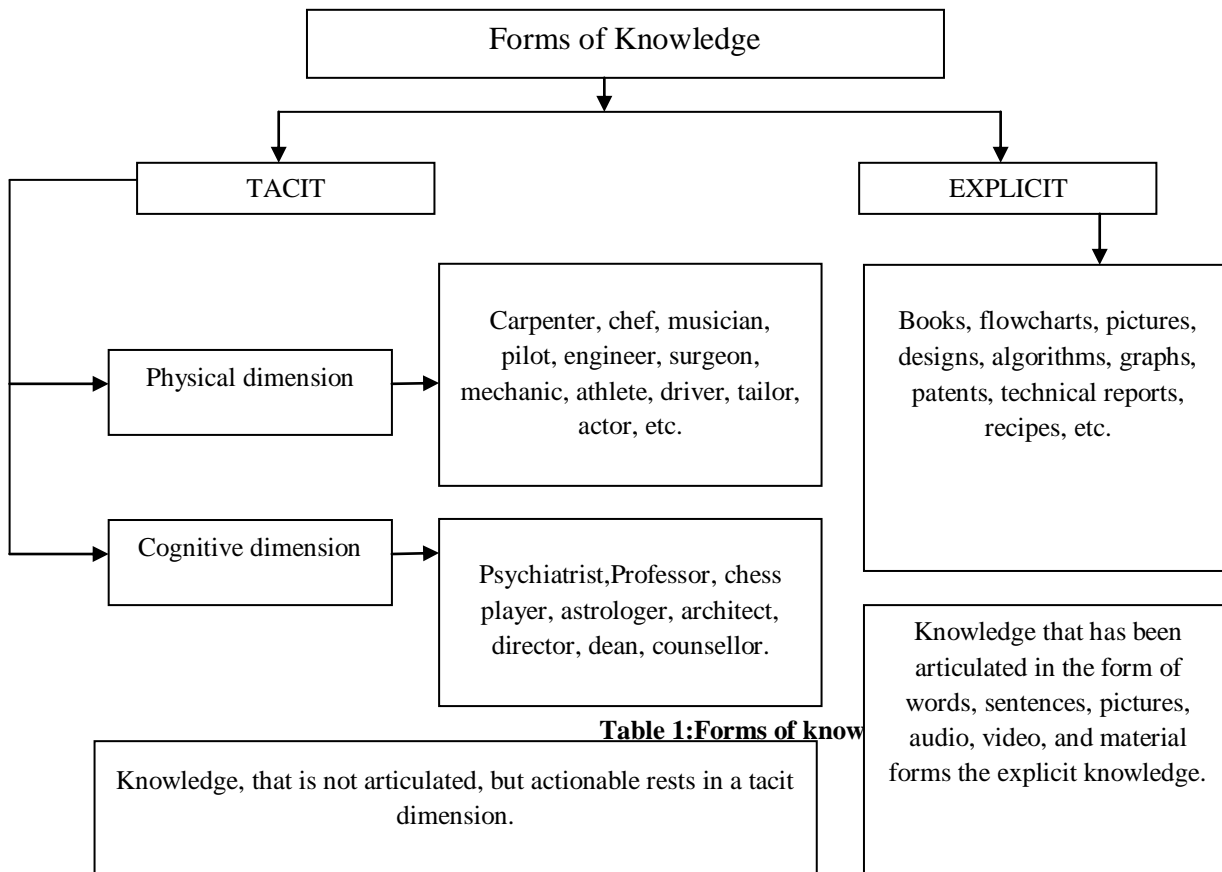 Forms of Knowledge
TACIT
EXPLICIT
Physical dimension
Carpenter, chef, musician,
pilot, engineer, surgeon,
mechanic, athlete, driver, tailor,
actor, etc.
Books, flowcharts, pictures,
designs, algorithms, graphs,
patents, technical reports,
recipes, etc.
Cognitive dimension
Psychiatrist,Professor, chess
player, astrologer, architect,
director, dean, counsellor.
Knowledge that has been
articulated in the form of
words, sentences, pictures,
audio, video, and material
forms the explicit knowledge.
Table 1:Forms of know
Knowledge, that is not articulated, but actionable rests in a tacit
dimension.